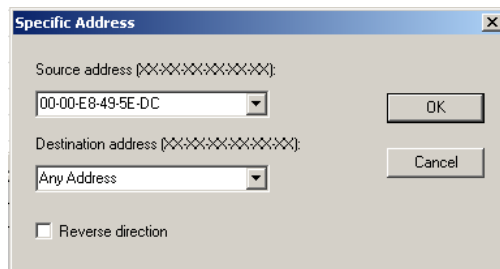 Specific Address
Source address (XX-XX-XX-XX-XX-XX):
00-00-E8-49-5E-DC
OK
Destination address (XX-XX-XX-XX-XX-XX):
Cancel
Any Address
Reverse direction